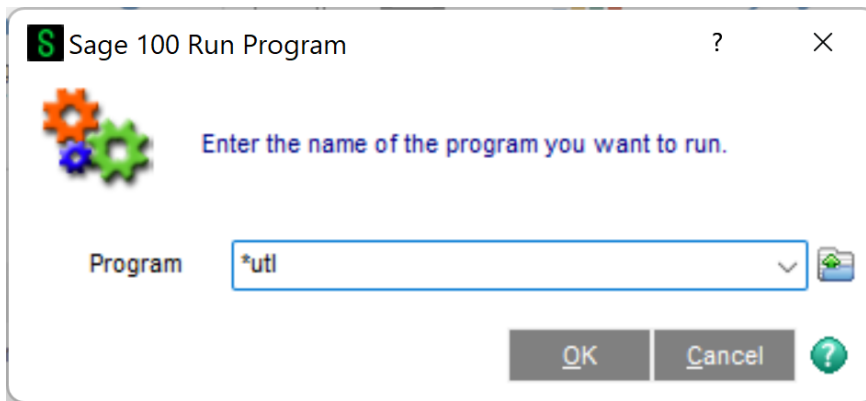 S Sage 100 Run Program ?
Enter the name of the program you want to run.
Program *utl
OK Cancel ?